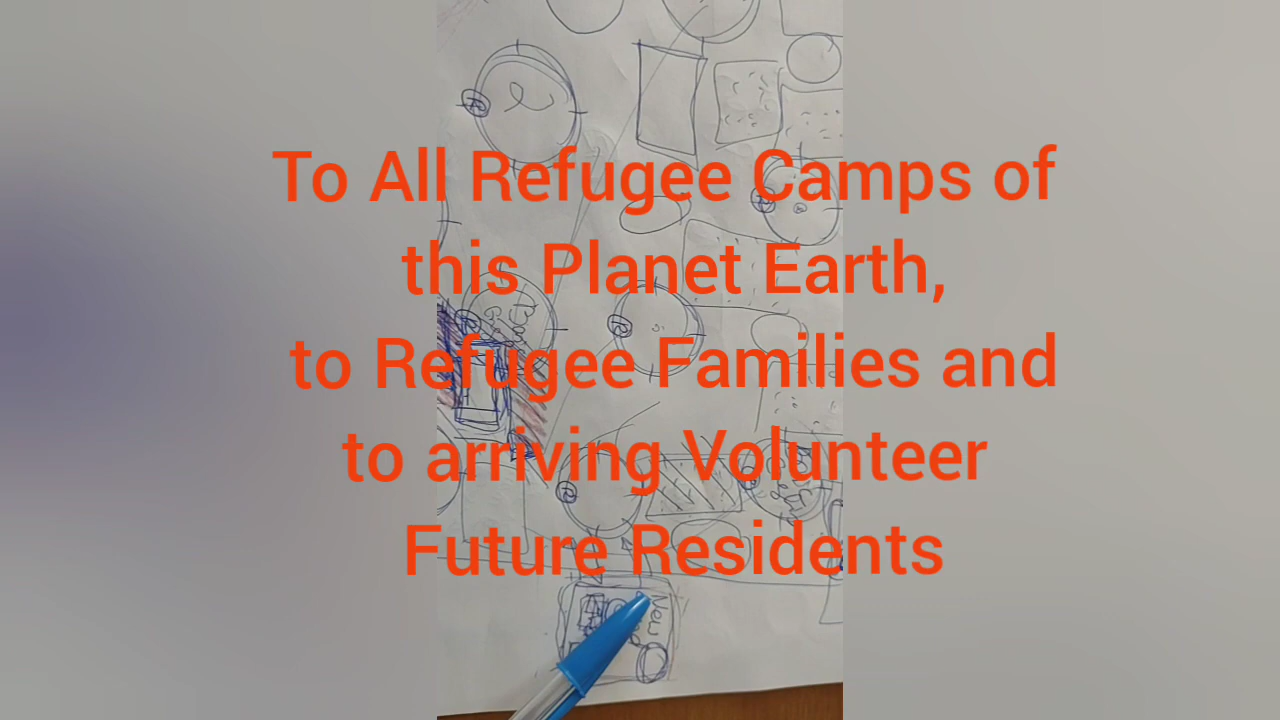 To All Refugee Camps of
this Planet Earth,
to Refugee Families and
to arriving Volunteer
Future Residents